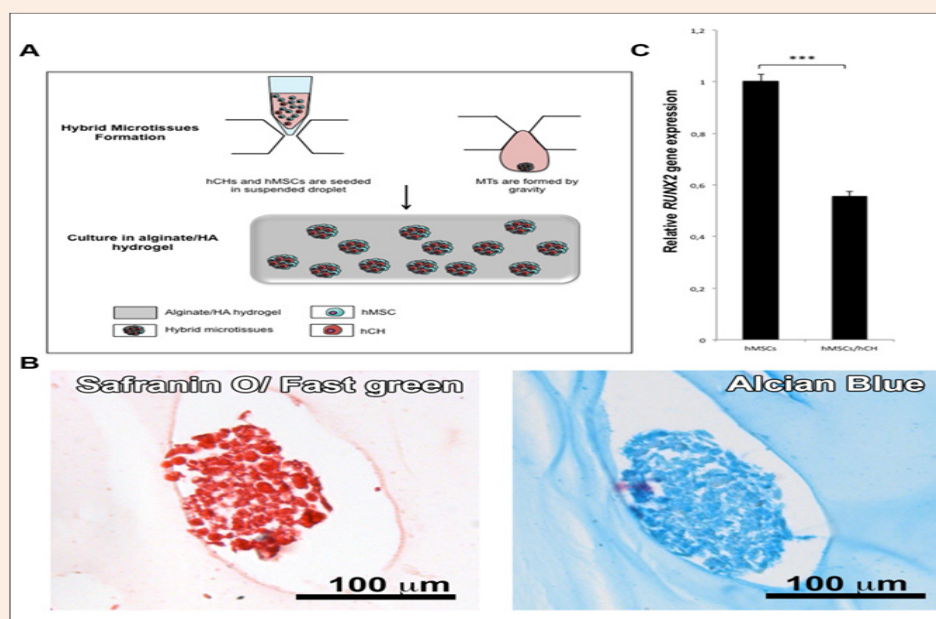 A
Hybrid Microtissues
Formation
hCHs and hMSCs are seeded
in suspended droplet
MTs are formed by
gravity
Culture in alginate/HA
hydrogel
Alginate/HA hydrogel
hMSC
Hybrid microtissues
hCH
C
Relative RUNX2 gene expression
1,2
1
0,8
0,6
0,4
0,2
0
***
hMSCs
hMSCs/hCH
B
Safranin O/ Fast green
100 μm
Alcian Blue
100 μm